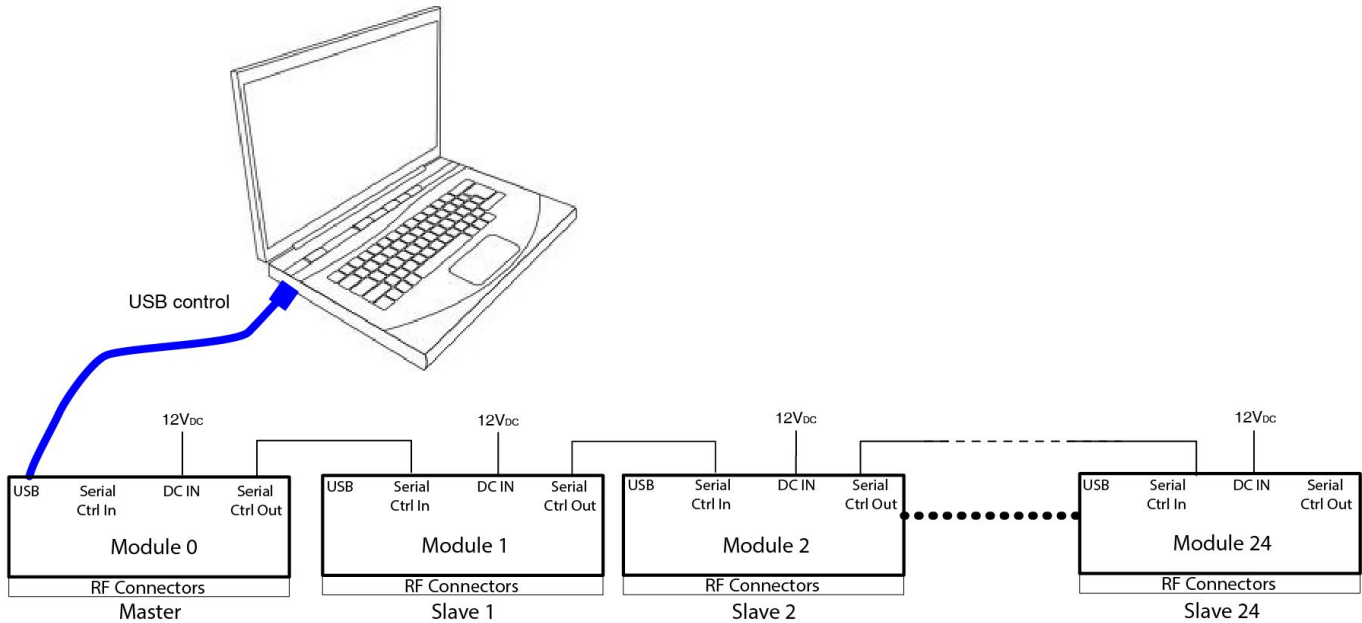 USB control
12VDC
12VDC
12VDC
12VDC
USB
Serial
Ctrl In
DC IN
Serial
Ctrl Out
Module 0
RF Connectors
Master
USB
Serial
Ctrl In
DC IN
Serial
Ctrl Out
Module 1
RF Connectors
Slave 1
USB
Serial
Ctrl In
DC IN
Serial
Ctrl Out
Module 2
RF Connectors
Slave 2
USB
Serial
Ctrl In
DC IN
Serial
Ctrl Out
Module 24
RF Connectors
Slave 24